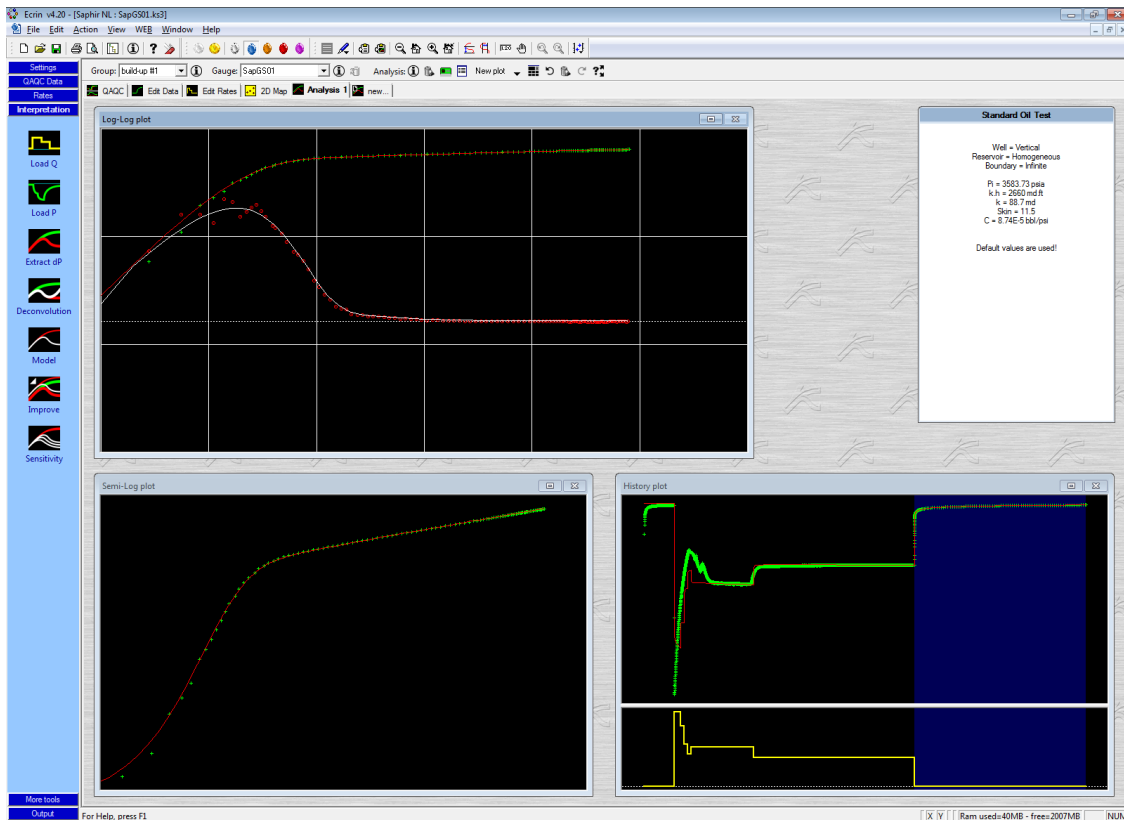 Ecrin v4.20 - [Saphir NL : SapGS01.ks3]
File Edit Action View WEB Window Help
Settings
QAQC Data
Rates
Interpretation
Load Q
Load P
Extract dP
Deconvolution
Model
Improve
Sensitivity
More tools
Output
Group: build-up #1 Gauge: SapGS01 Analysis: New plot
QAQC Edit Data Edit Rates 2D Map Analysis 1 new...
Log-Log plot
Standard Oil Test
Well = Vertical
Reservoir = Homogeneous
Boundary = Infinite
Pi = 3583.73 psia
k.h = 2660 md.ft
k = 88.7 md
Skin = 11.5
C = 8.74E-5 bbl/psi
Default values are used!
Semi-Log plot
History plot
For Help, press F1
X Y Ram used=40MB - free=2007MB NUM